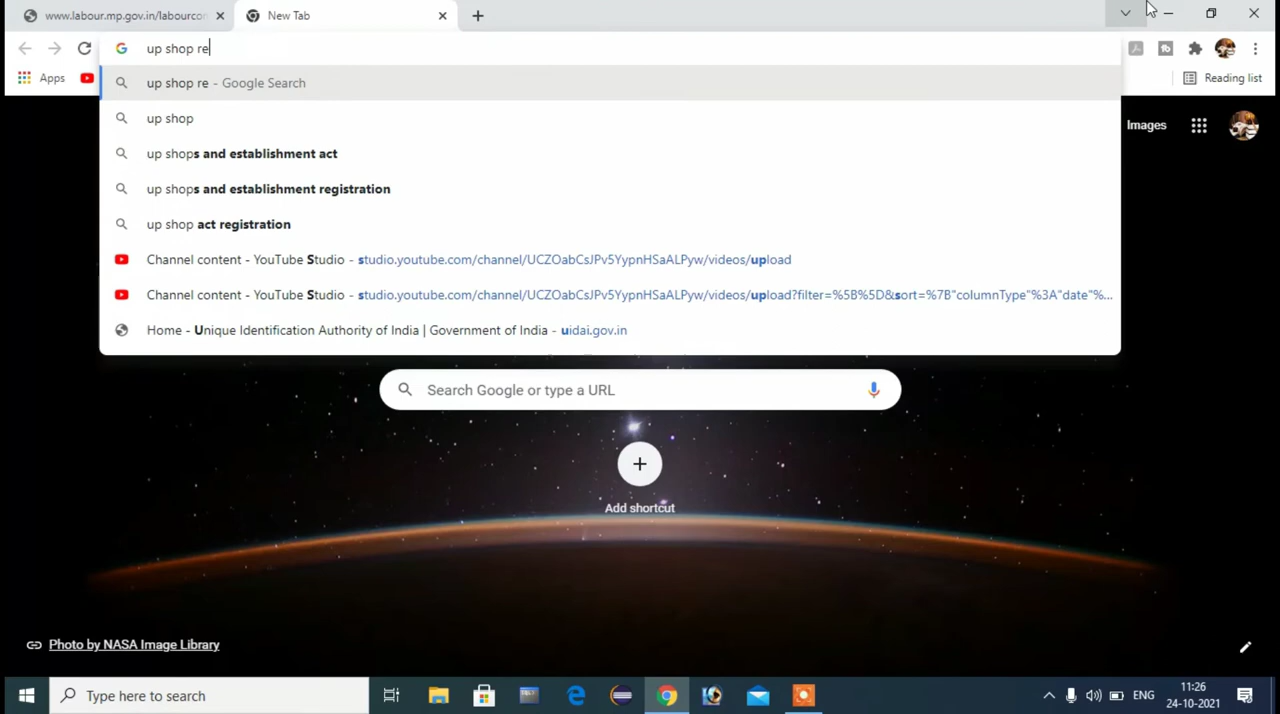 www.labour.mp.gov.in/labourcon
New Tab
up shop re
Apps
Reading list
up shop re - Google Search
up shop
Images
up shops and establishment act
up shops and establishment registration
up shop act registration
Channel content - YouTube Studio - studio.youtube.com/channel/UCZOabCsJPv5YypnHSaALPyw/videos/upload
Channel content - YouTube Studio - studio.youtube.com/channel/UCZOabCsJPv5YypnHSaALPyw/videos/upload?filter=%5B%5D&sort=%7B"columnType"%3A"date"%...
Home - Unique Identification Authority of India | Government of India - uidai.gov.in
Search Google or type a URL
Add shortcut
Photo by NASA Image Library
Type here to search
ENG
11:26
24-10-2021